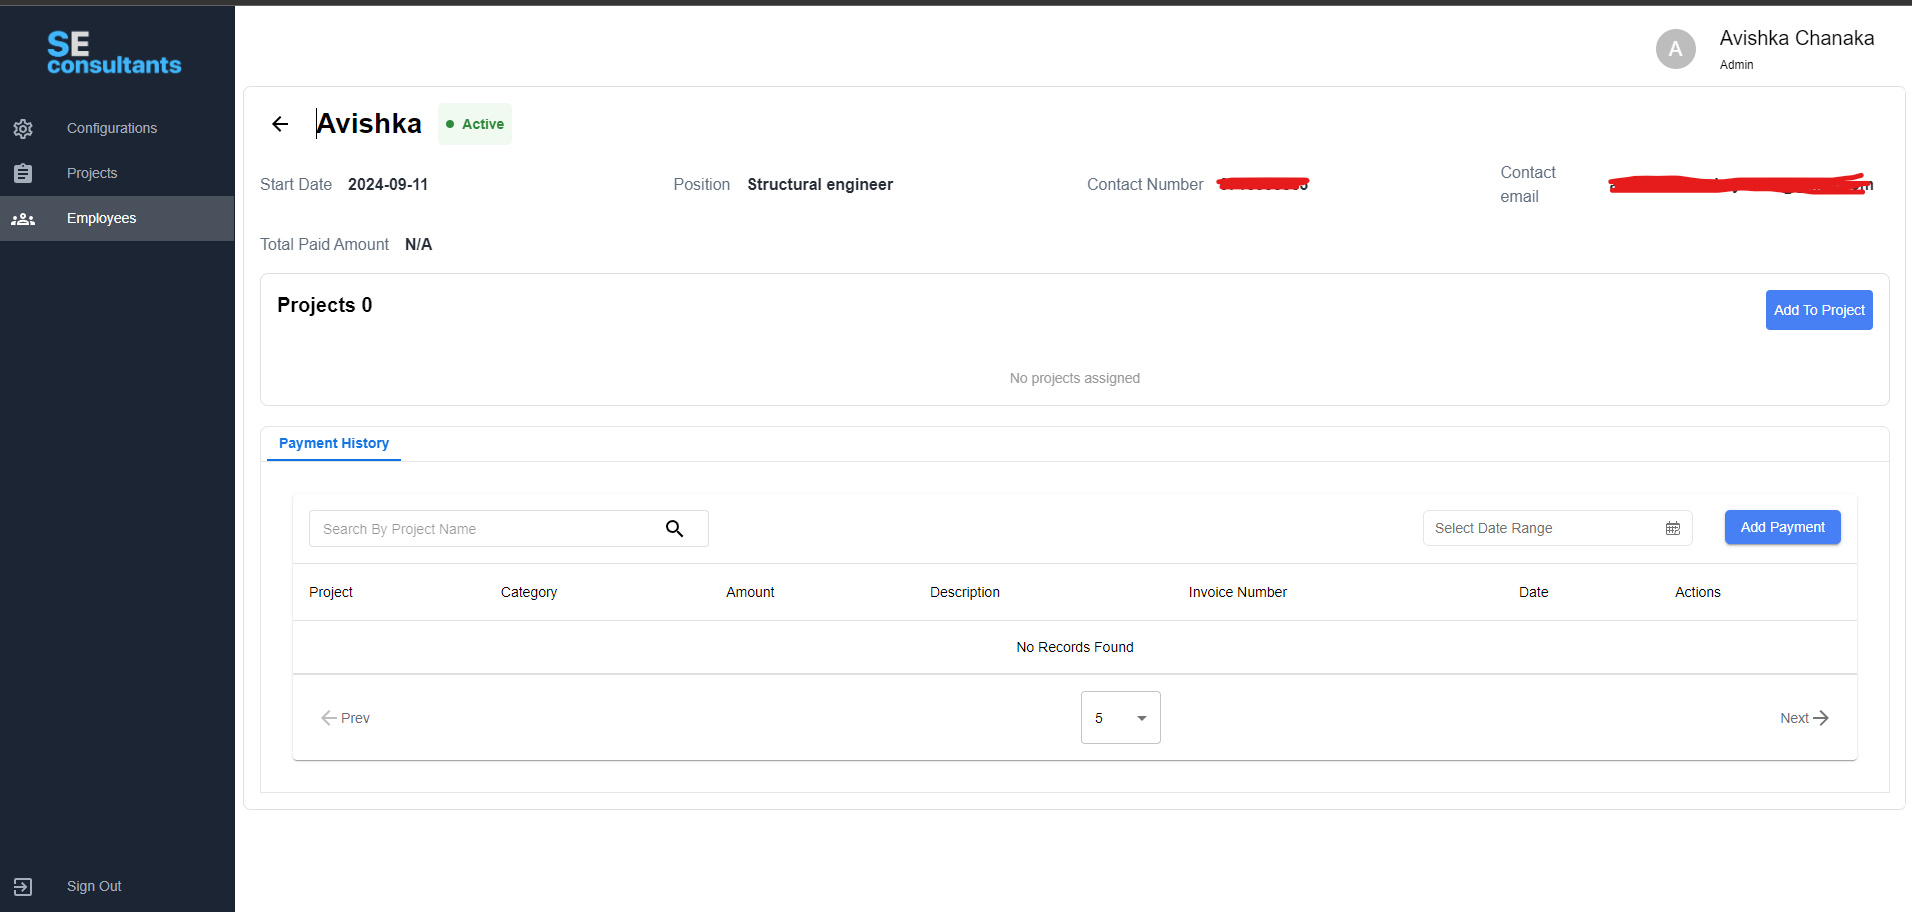 SE
consultants
Avishka Chanaka
A
Admin
Configurations
Projects
Employees
Sign Out
Avishka
Active
Start Date 2024-09-11
Position Structural engineer
Contact Number
Contact
email
Total Paid Amount N/A
Projects 0
Add To Project
No projects assigned
Payment History
Search By Project Name
Select Date Range
Add Payment
Project Category Amount Description Invoice Number Date Actions
No Records Found
Prev 5 Next